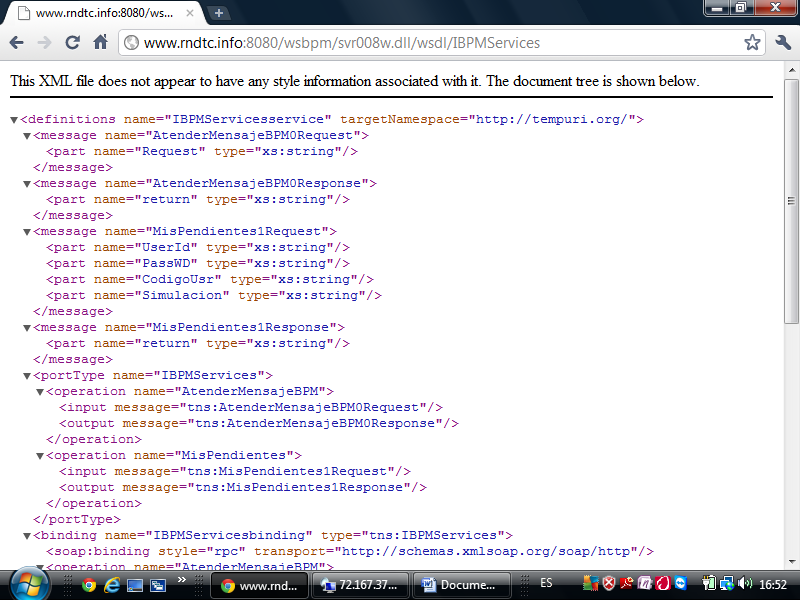 www.rndtc.info:8080/ws...
www.rndtc.info:8080/wsbpm/svr008w.dll/wsdl/IBPMServices
This XML file does not appear to have any style information associated with it. The document tree is shown below.
▼<definitions name="IBPMServicesservice" targetNamespace="http://tempuri.org/">
▼<message name="AtenderMensajeBPM0Request">
<part name="Request" type="xs:string"/>
</message>
▼<message name="AtenderMensajeBPM0Response">
<part name="return" type="xs:string"/>
</message>
▼<message name="MisPendientes1Request">
<part name="UserId" type="xs:string"/>
<part name="PassWD" type="xs:string"/>
<part name="CodigoUsr" type="xs:string"/>
<part name="Simulacion" type="xs:string"/>
</message>
▼<message name="MisPendientes1Response">
<part name="return" type="xs:string"/>
</message>
▼<portType name="IBPMServices">
▼<operation name="AtenderMensajeBPM">
<input message="tns:AtenderMensajeBPM0Request"/>
<output message="tns:AtenderMensajeBPM0Response"/>
</operation>
▼<operation name="MisPendientes">
<input message="tns:MisPendientes1Request"/>
<output message="tns:MisPendientes1Response"/>
</operation>
</portType>
▼<binding name="IBPMServicesbinding" type="tns:IBPMServices">
<soap:binding style="rpc" transport="http://schemas.xmlsoap.org/soap/http"/>
▼<operation name="AtenderMensajeBPM">
www.rnd... 72.167.37... Docume... ES 16:52